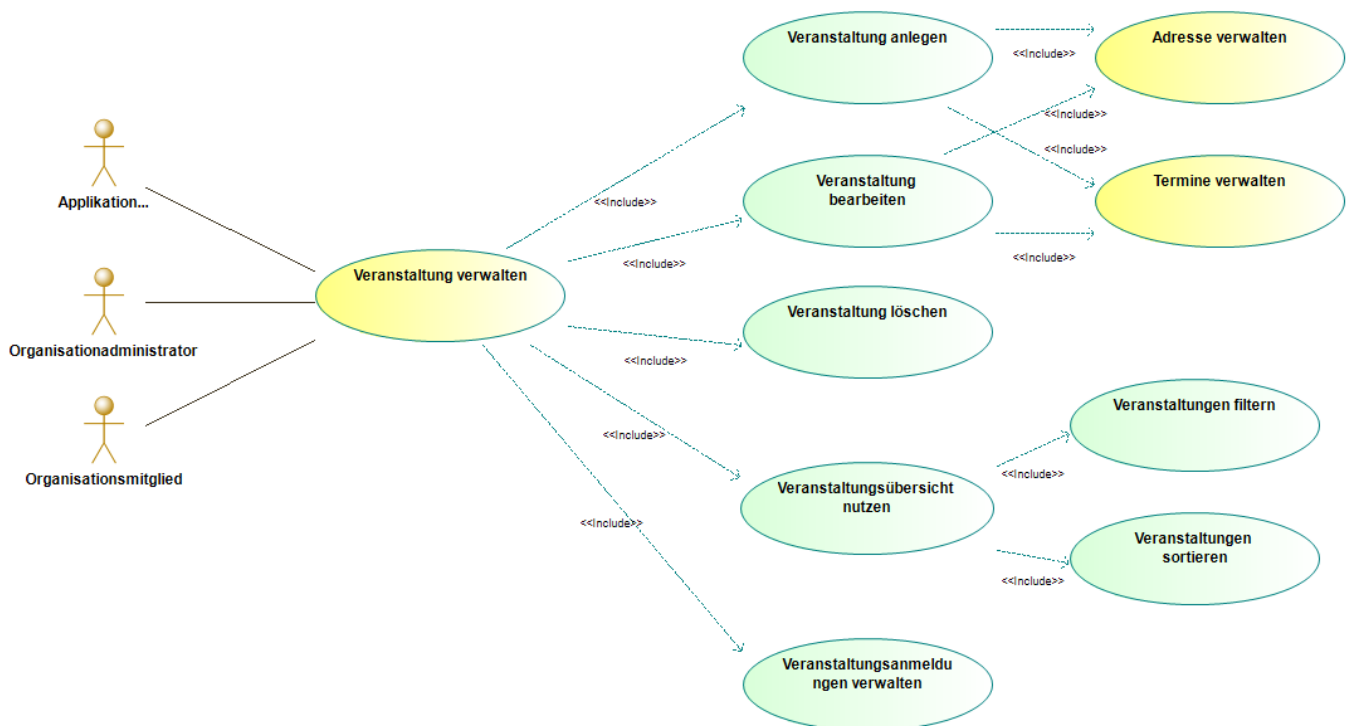 Veranstaltung anlegen
<<Include>>
Adresse verwalten
<<Include>>
<<Include>>
Applikation...
Veranstaltung
bearbeiten
Termine verwalten
<<Include>>
<<Include>>
<<Include>>
Veranstaltung verwalten
Organisationadministrator
Veranstaltung löschen
<<Include>>
Organisationsmitglied
Veranstaltungen filtern
<<Include>>
<<Include>>
Veranstaltungsübersicht
nutzen
<<Include>>
Veranstaltungen
sortieren
<<Include>>
Veranstaltungsanmeldu
ngen verwalten